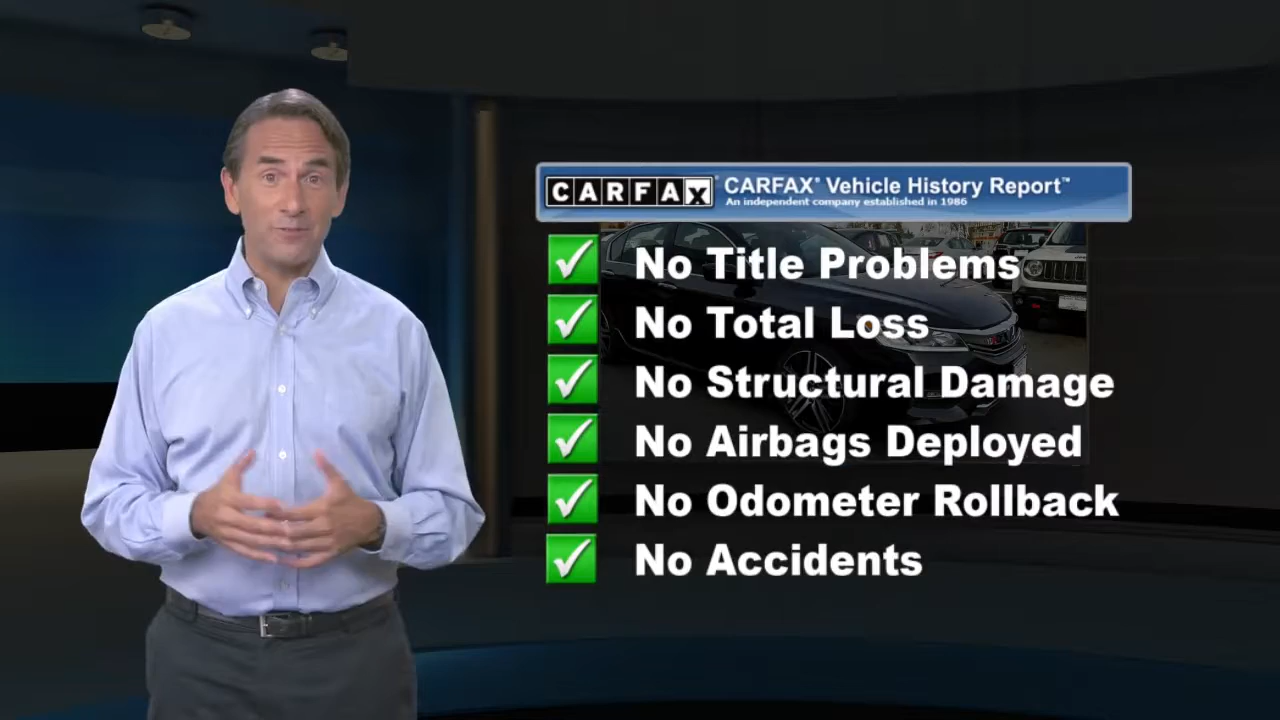 CARFAX
CARFAX® Vehicle History Report™
An independent company established in 1986
No Title Problems
No Total Loss
No Structural Damage
No Airbags Deployed
No Odometer Rollback
No Accidents